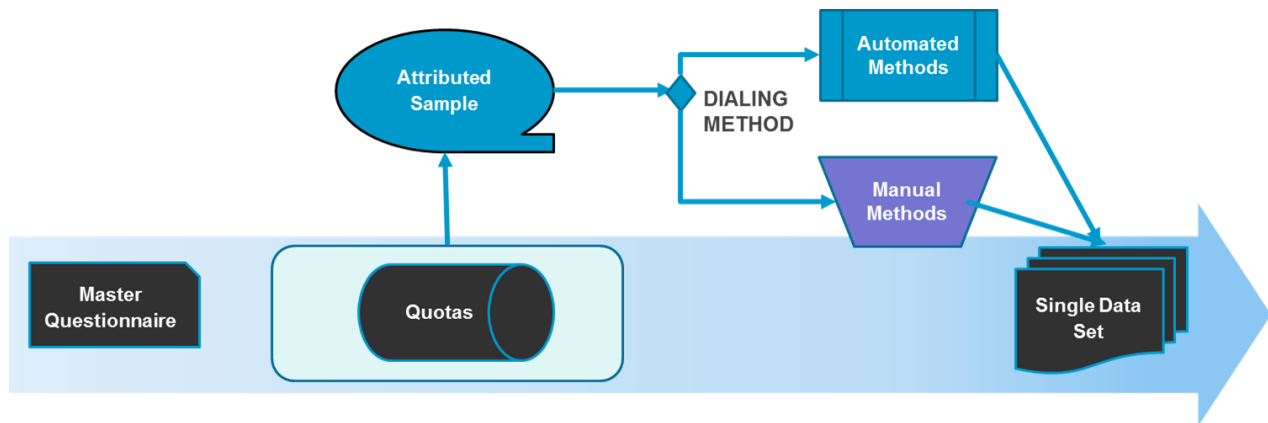 Attributed
Sample
DIALING
METHOD
Automated
Methods
Manual
Methods
Master
Questionnaire
Quotas
Single Data
Set